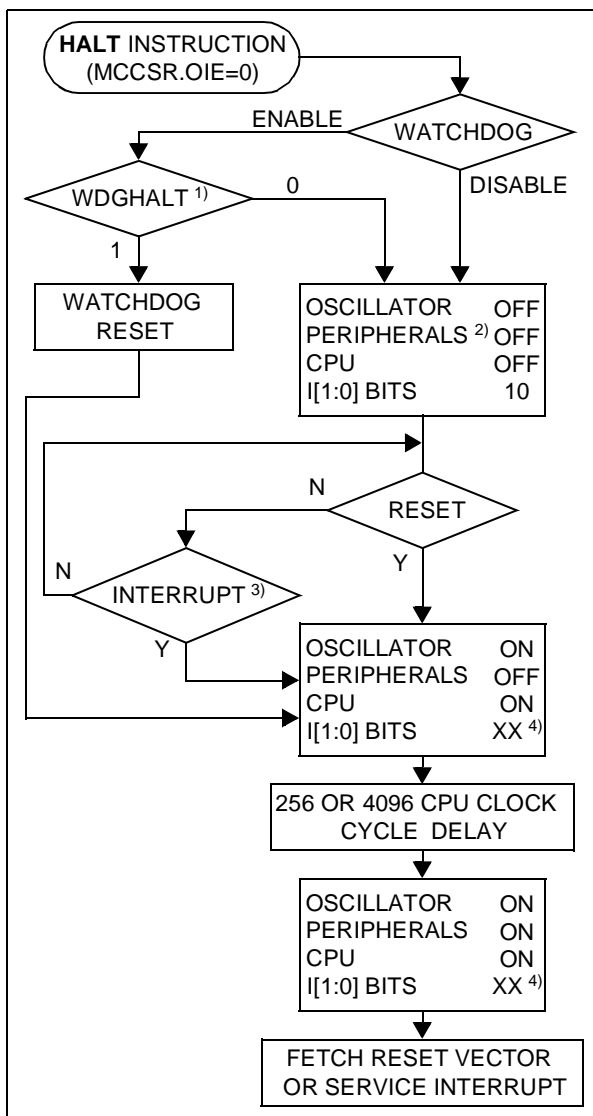 HALT INSTRUCTION
(MCCSR.OIE=0)
ENABLE
WATCHDOG
WDGHALT 1)
0
DISABLE
1
WATCHDOG
RESET
OSCILLATOR OFF
PERIPHERALS 2) OFF
CPU OFF
I[1:0] BITS 10
N
RESET
N
Y
INTERRUPT 3)
Y
OSCILLATOR ON
PERIPHERALS OFF
CPU ON
I[1:0] BITS XX 4)
256 OR 4096 CPU CLOCK
CYCLE DELAY
OSCILLATOR ON
PERIPHERALS ON
CPU ON
I[1:0] BITS XX 4)
FETCH RESET VECTOR
OR SERVICE INTERRUPT